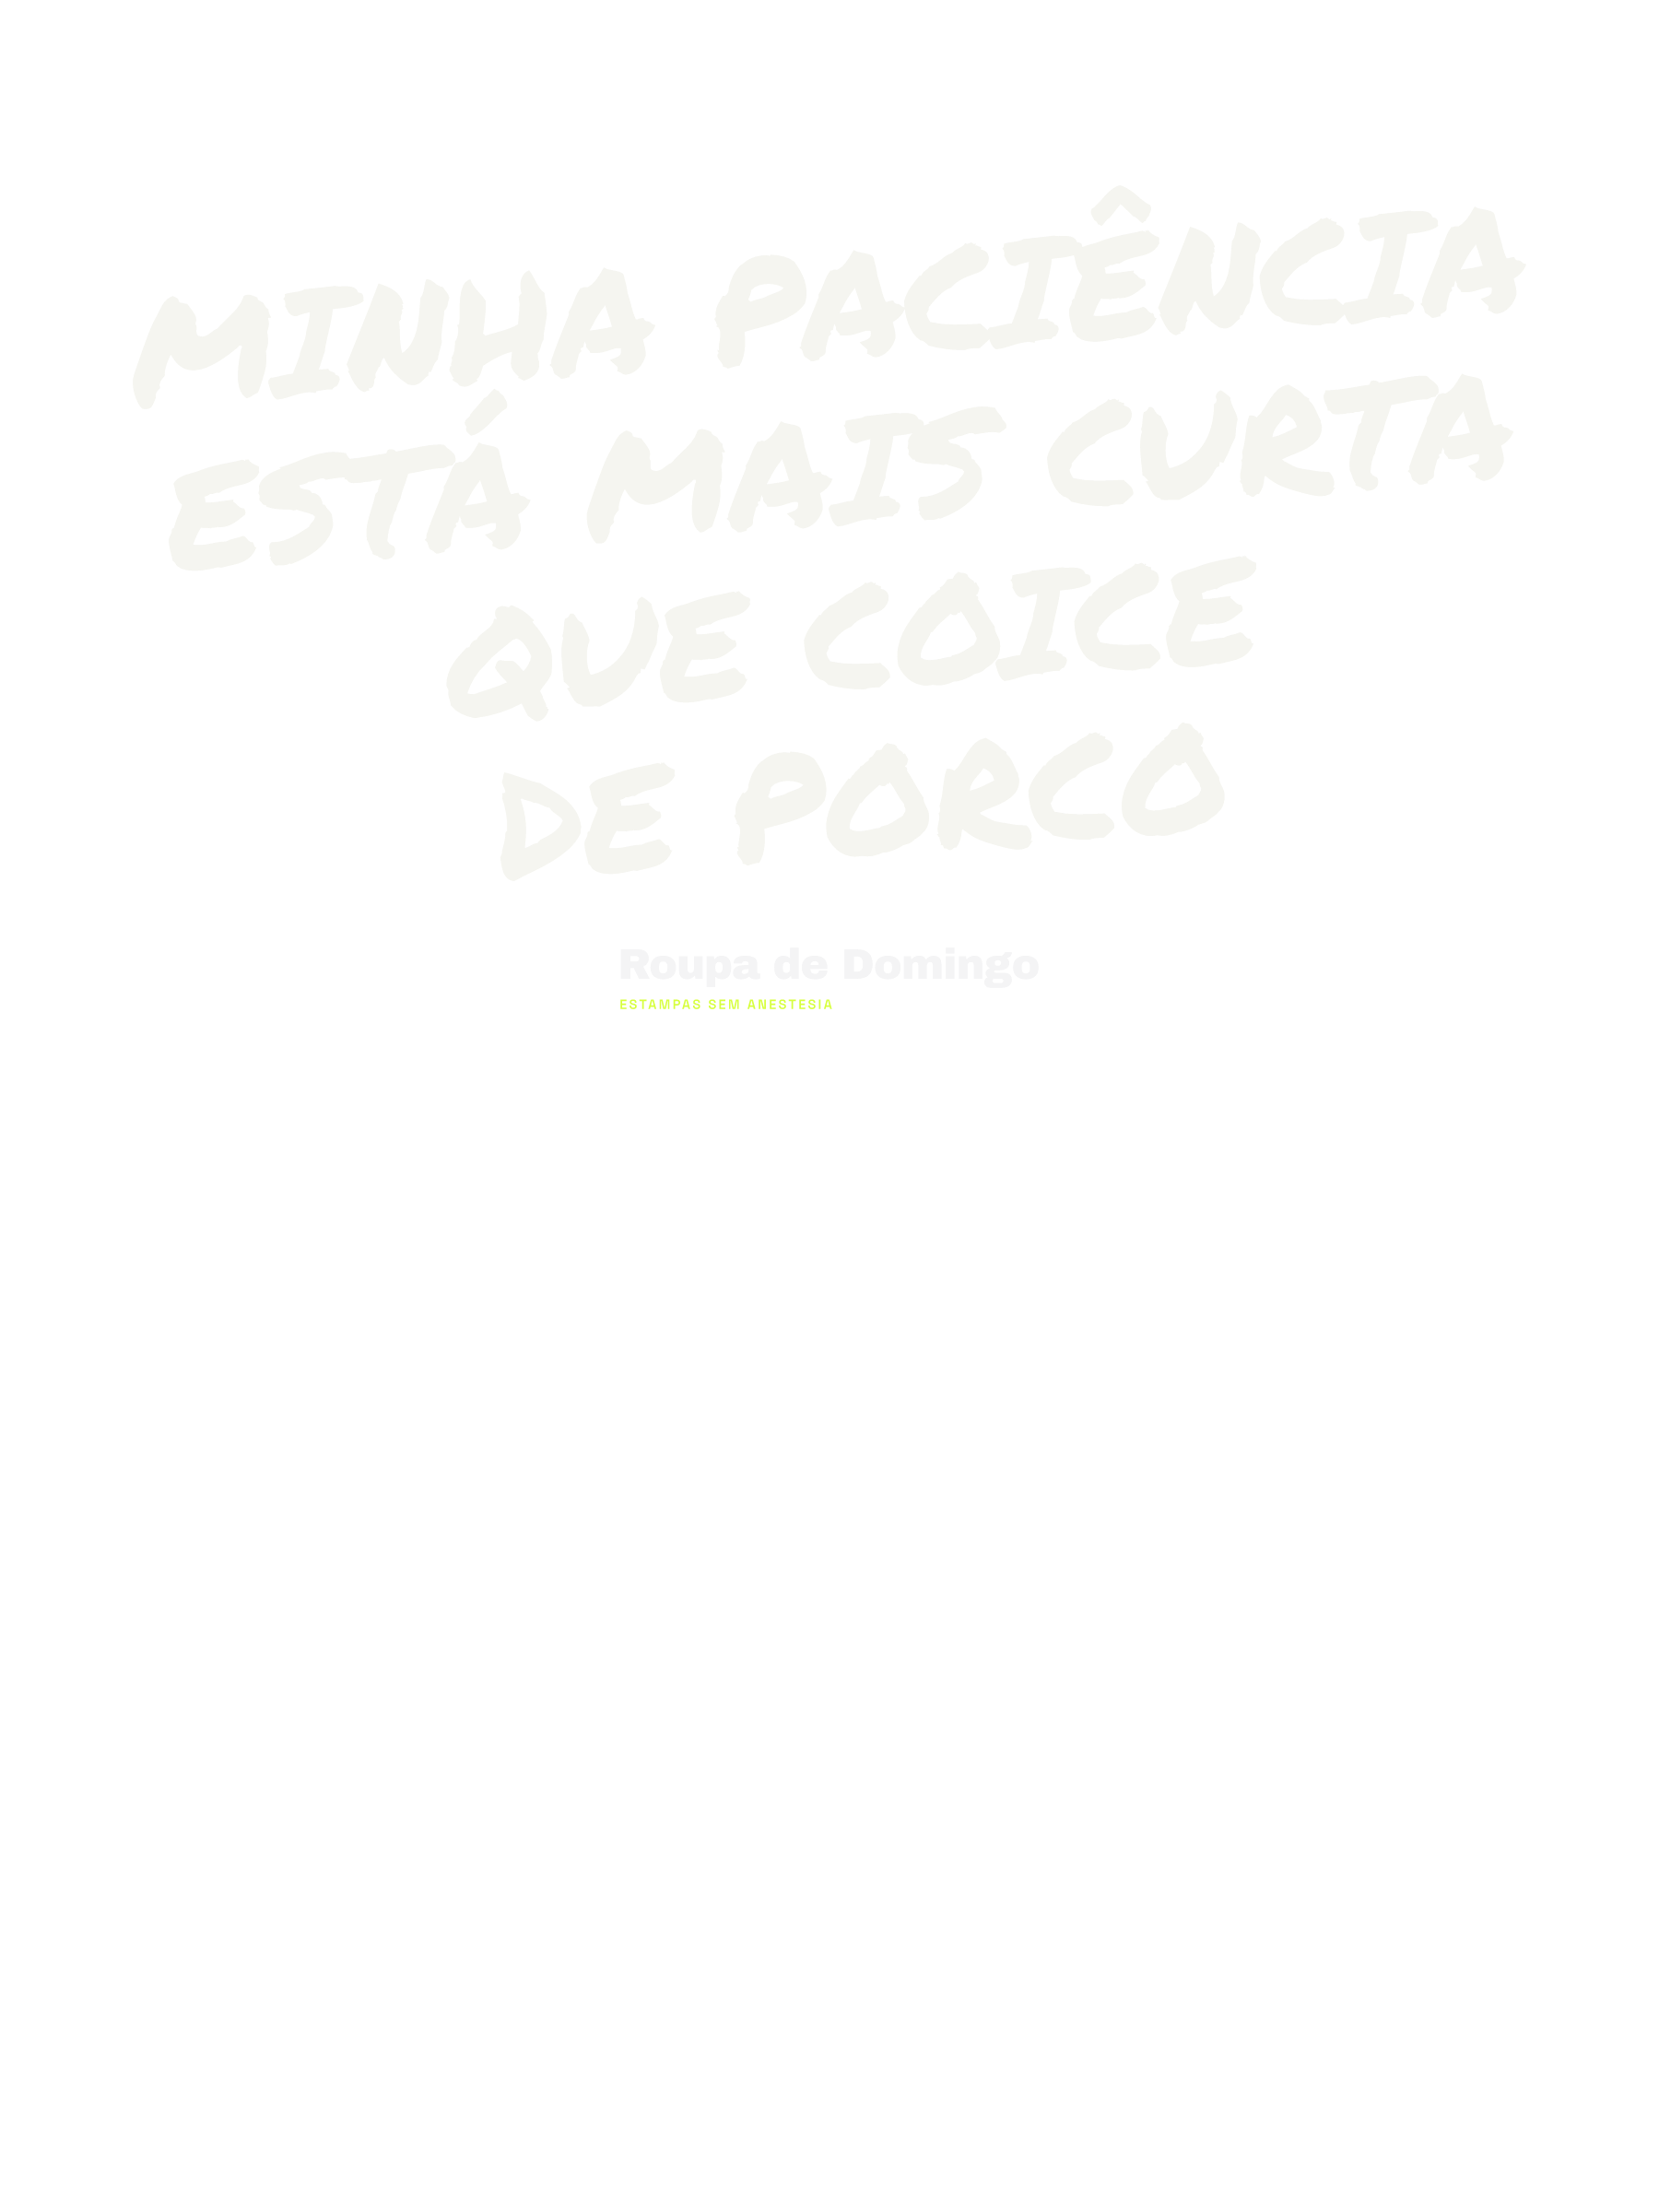 MINHA PACIÊNCIA
ESTÁ MAIS CURTA
QUE COICE
DE PORCO
Roupa de Domingo
ESTAMPAS SEM ANESTESIA